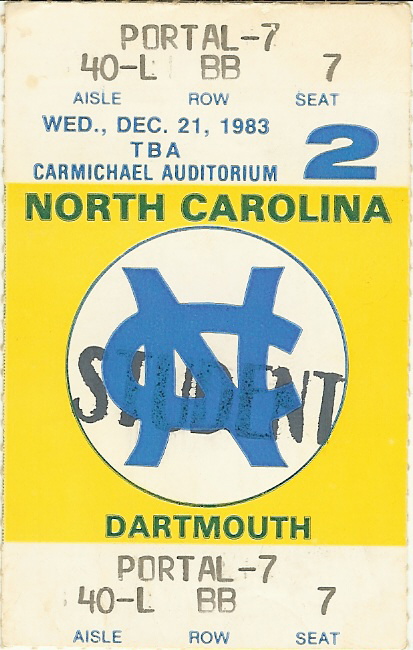 PORTAL-7
40-L BB 7
AISLE ROW SEAT
WED., DEC. 21, 1983
TBA
CARMICHAEL AUDITORIUM
2
NORTH CAROLINA
NC
STUDENT
DARTMOUTH
PORTAL-7
40-L BB 7
AISLE ROW SEAT